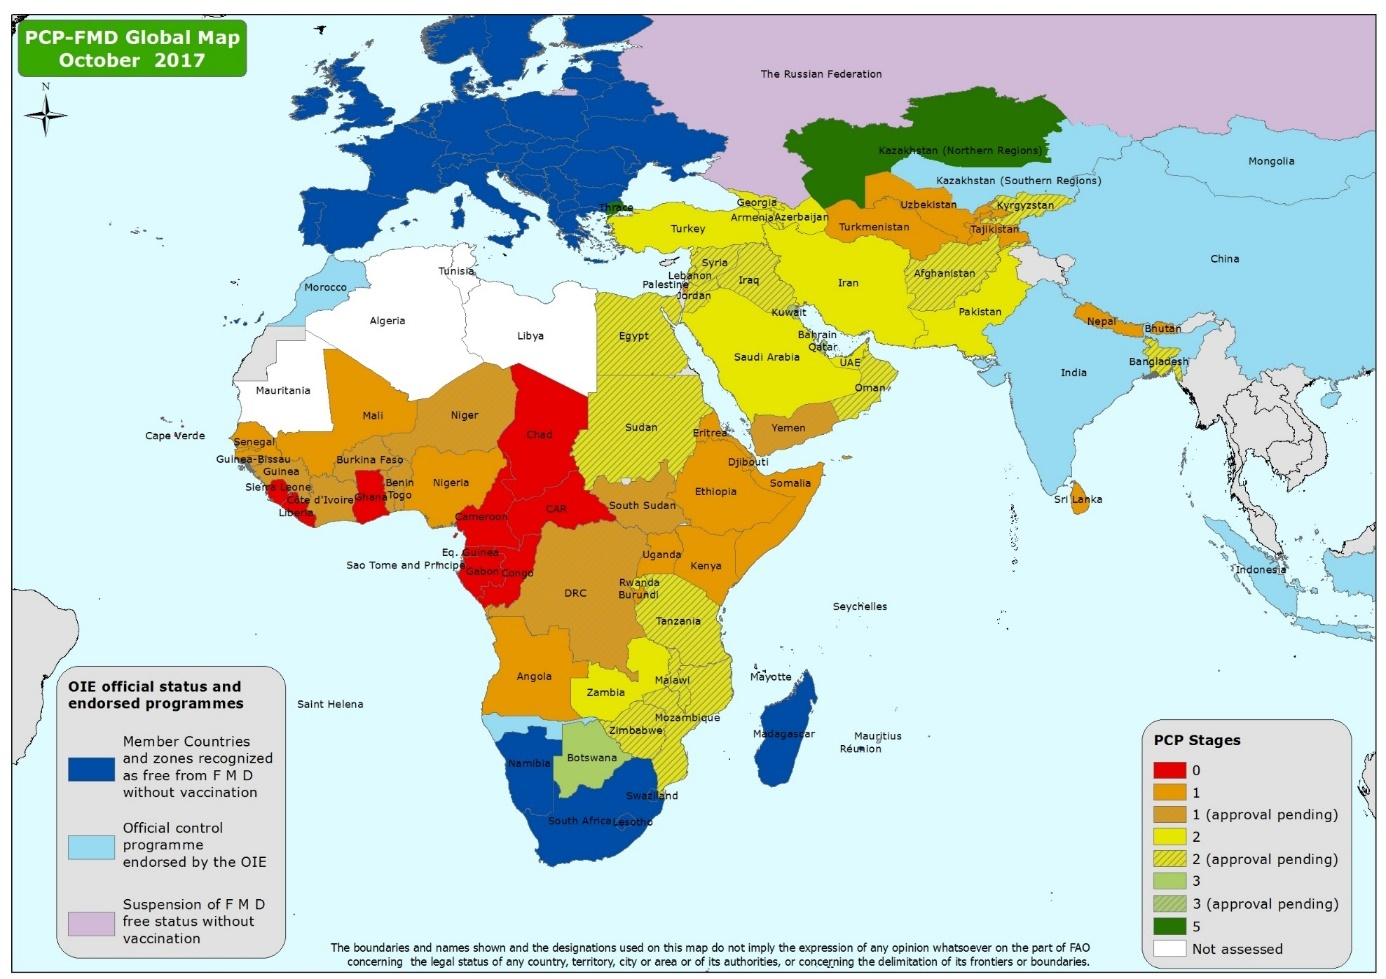 PCP-FMD Global Map
October 2017
N
The Russian Federation
Kazakhstan (Northern Regions)
Mongolia
Kazakhstan (Southern Regions)
Thrace
Georgia
Armenia
Azerbaijan
Uzbekistan
Kyrgyzstan
Turkey
Turkmenistan
Tajikistan
China
Tunisia
Syria
Lebanon
Palestine
Jordan
Iraq
Iran
Afghanistan
Morocco
Algeria
Libya
Egypt
Kuwait
Pakistan
Nepal
Bhutan
Bahrain
Qatar
Saudi Arabia
UAE
Oman
Bangladesh
India
Mauritania
Mali
Niger
Chad
Sudan
Eritrea
Yemen
Cape Verde
Senegal
Guinea-Bissau
Guinea
Burkina Faso
Sierra Leone
Côte d'Ivoire
Liberia
Ghana
Benin
Togo
Nigeria
Djibouti
Somalia
Ethiopia
South Sudan
CAR
Cameroon
Sri Lanka
Eq. Guinea
Sao Tome and Principe
Gabon
Congo
Uganda
Kenya
Rwanda
Burundi
DRC
Tanzania
Seychelles
Indonesia
Angola
Zambia
Malawi
Mayotte
Saint Helena
Mozambique
Zimbabwe
Madagascar
Mauritius
Réunion
Namibia
Botswana
Swaziland
South Africa
Lesotho
OIE official status and
endorsed programmes
Member Countries
and zones recognized
as free from F M D
without vaccination
Official control
programme
endorsed by the OIE
Suspension of F M D
free status without
vaccination
PCP Stages
0
1
1 (approval pending)
2
2 (approval pending)
3
3 (approval pending)
5
Not assessed
The boundaries and names shown and the designations used on this map do not imply the expression of any opinion whatsoever on the part of FAO
concerning the legal status of any country, territory, city or area or of its authorities, or concerning the delimitation of its frontiers or boundaries.